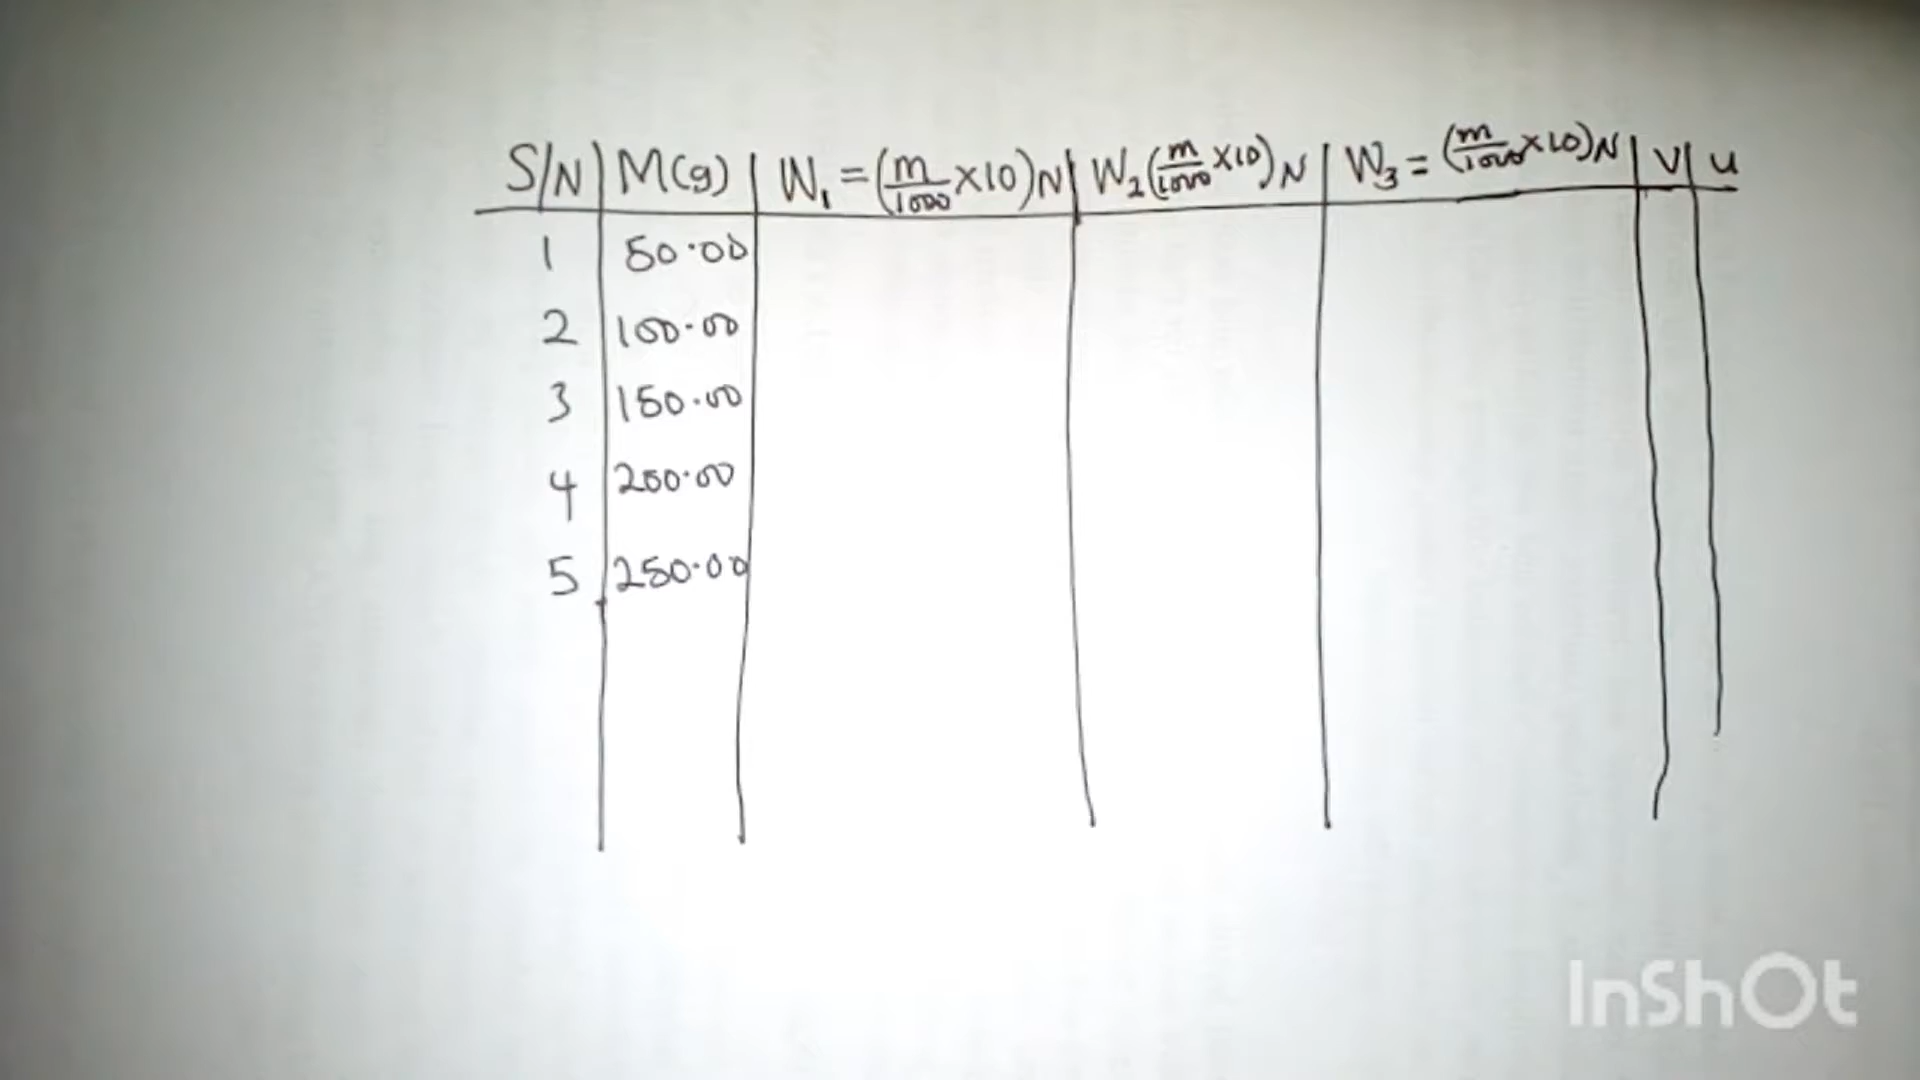 S/N M(g) W₁ = (m/1000 ×10)N W₂(m/1000 ×10)N W₃ = (m/1000 ×10)N V u
1 50.00
2 100.00
3 150.00
4 200.00
5 250.00
InShOt